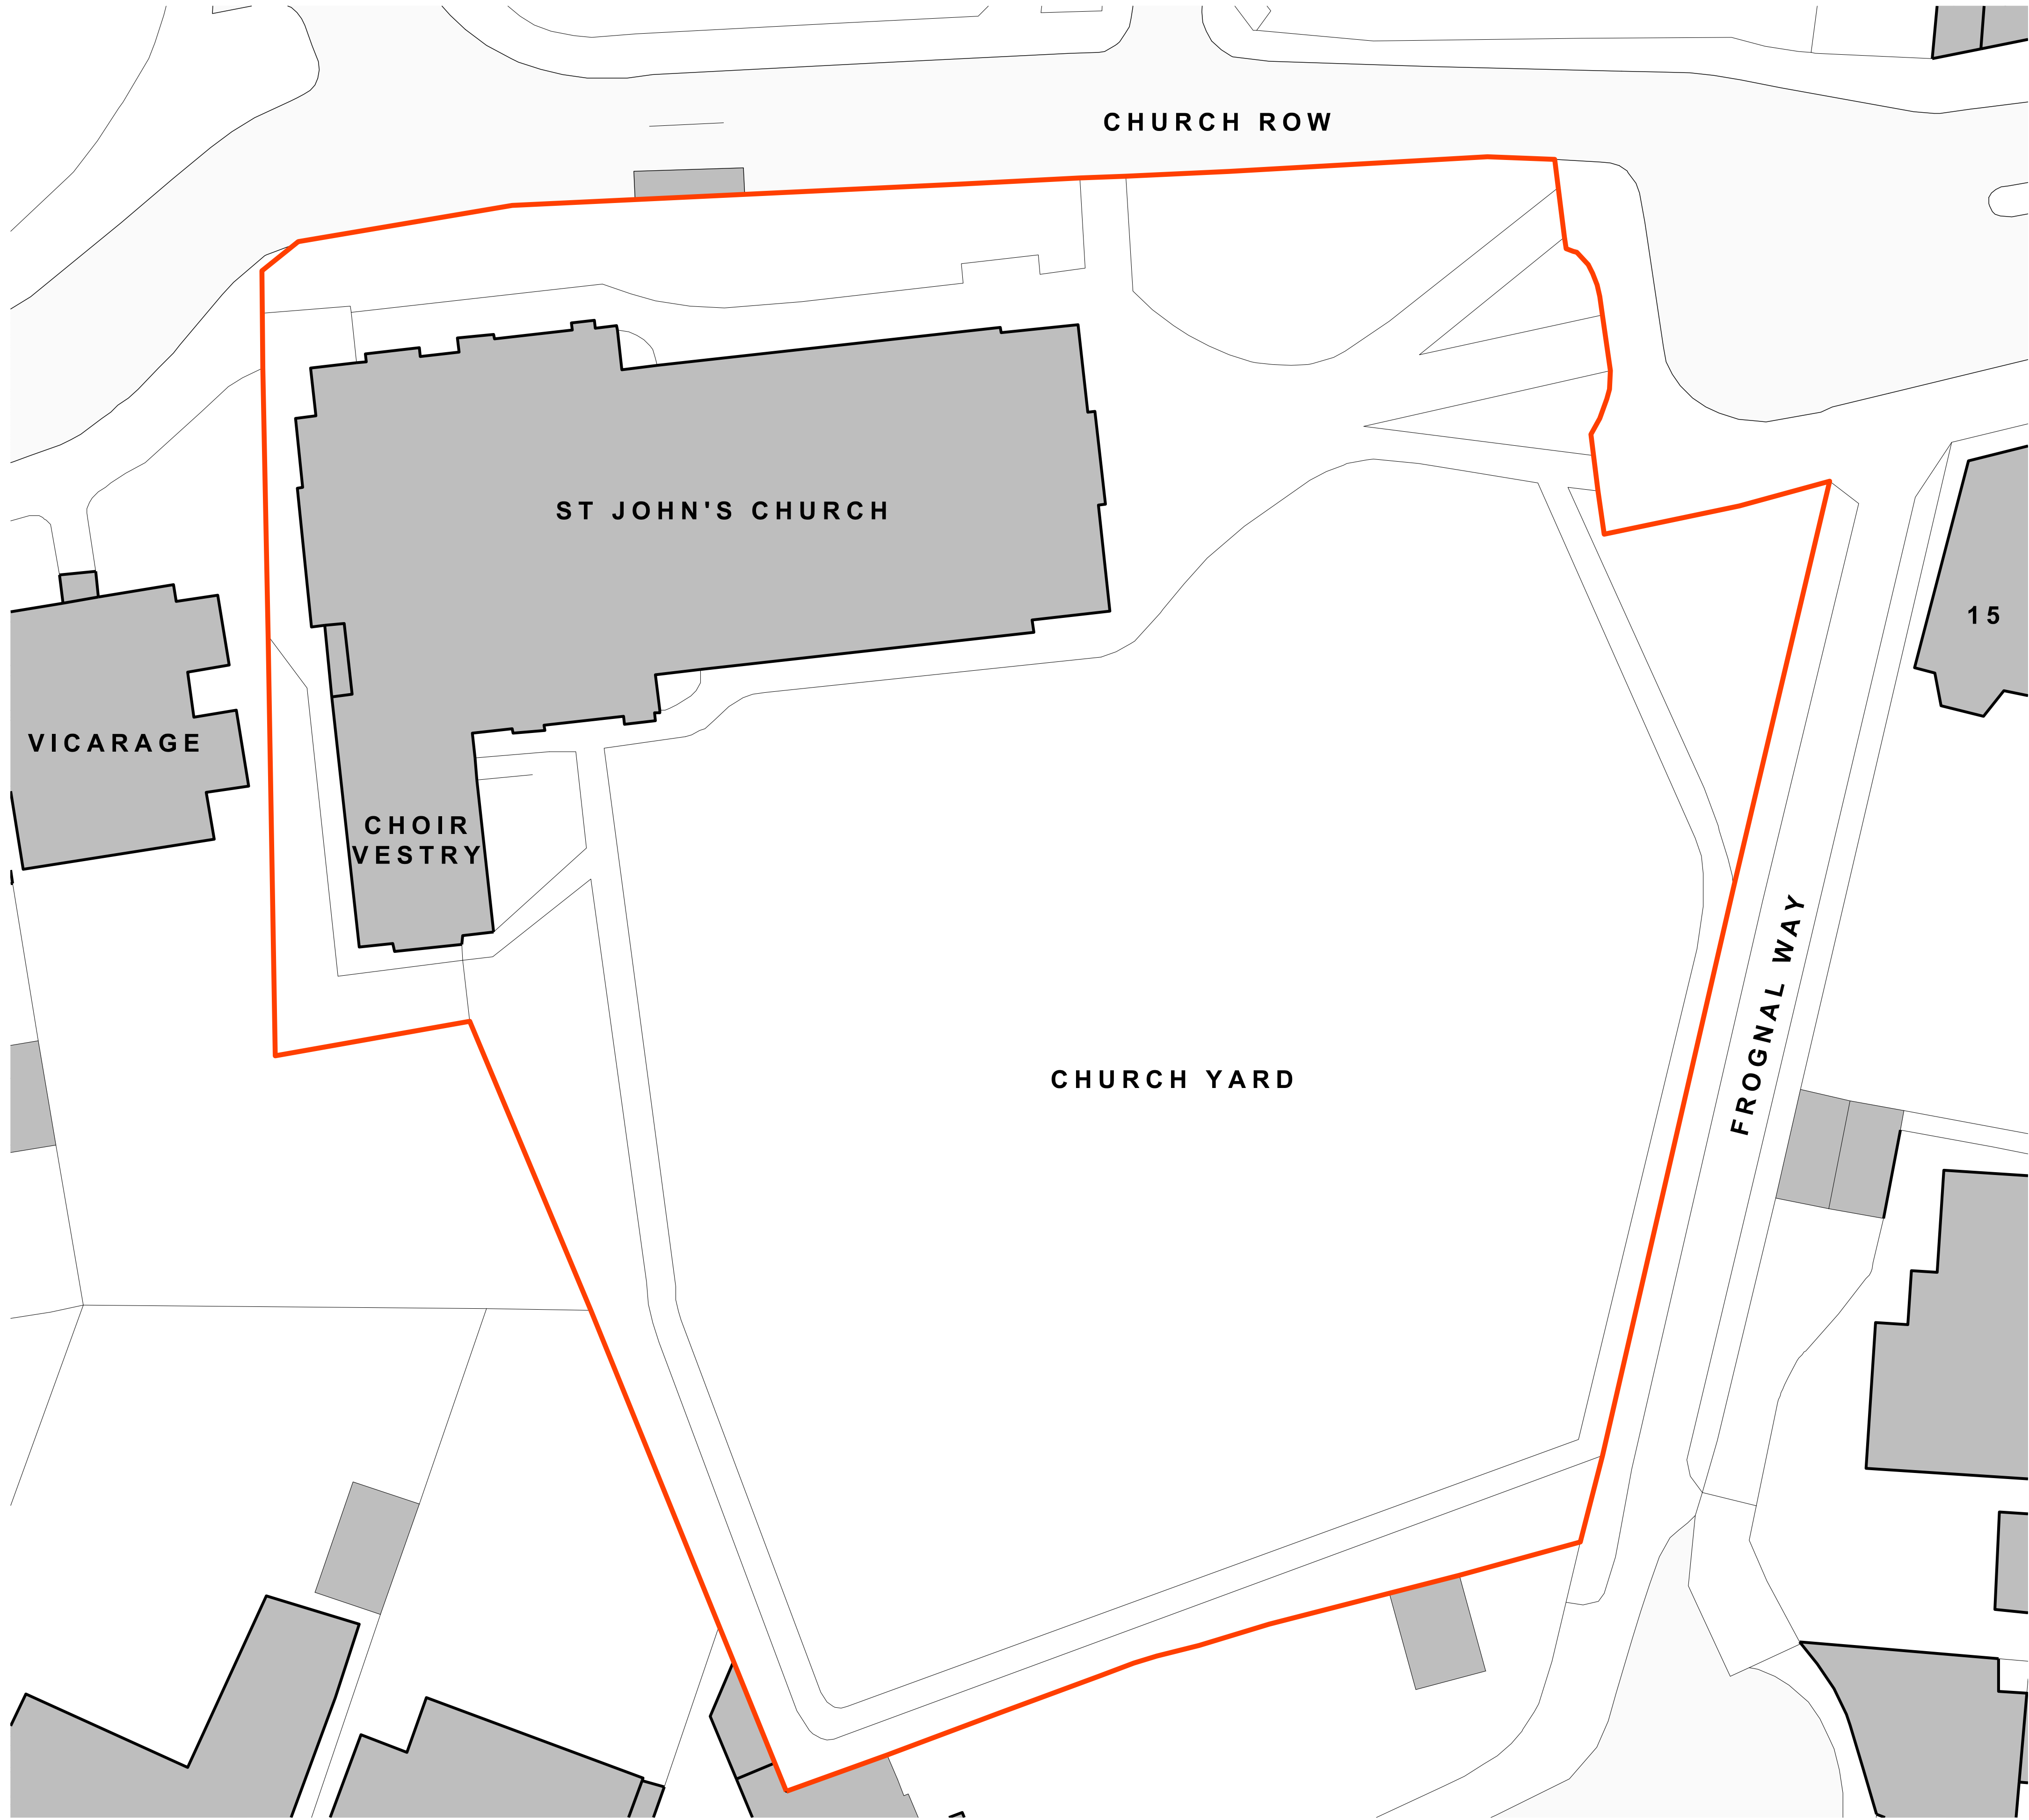 CHURCH ROW
ST JOHN'S CHURCH
15
VICARAGE
CHOIR
VESTRY
FROGNAL WAY
CHURCH YARD